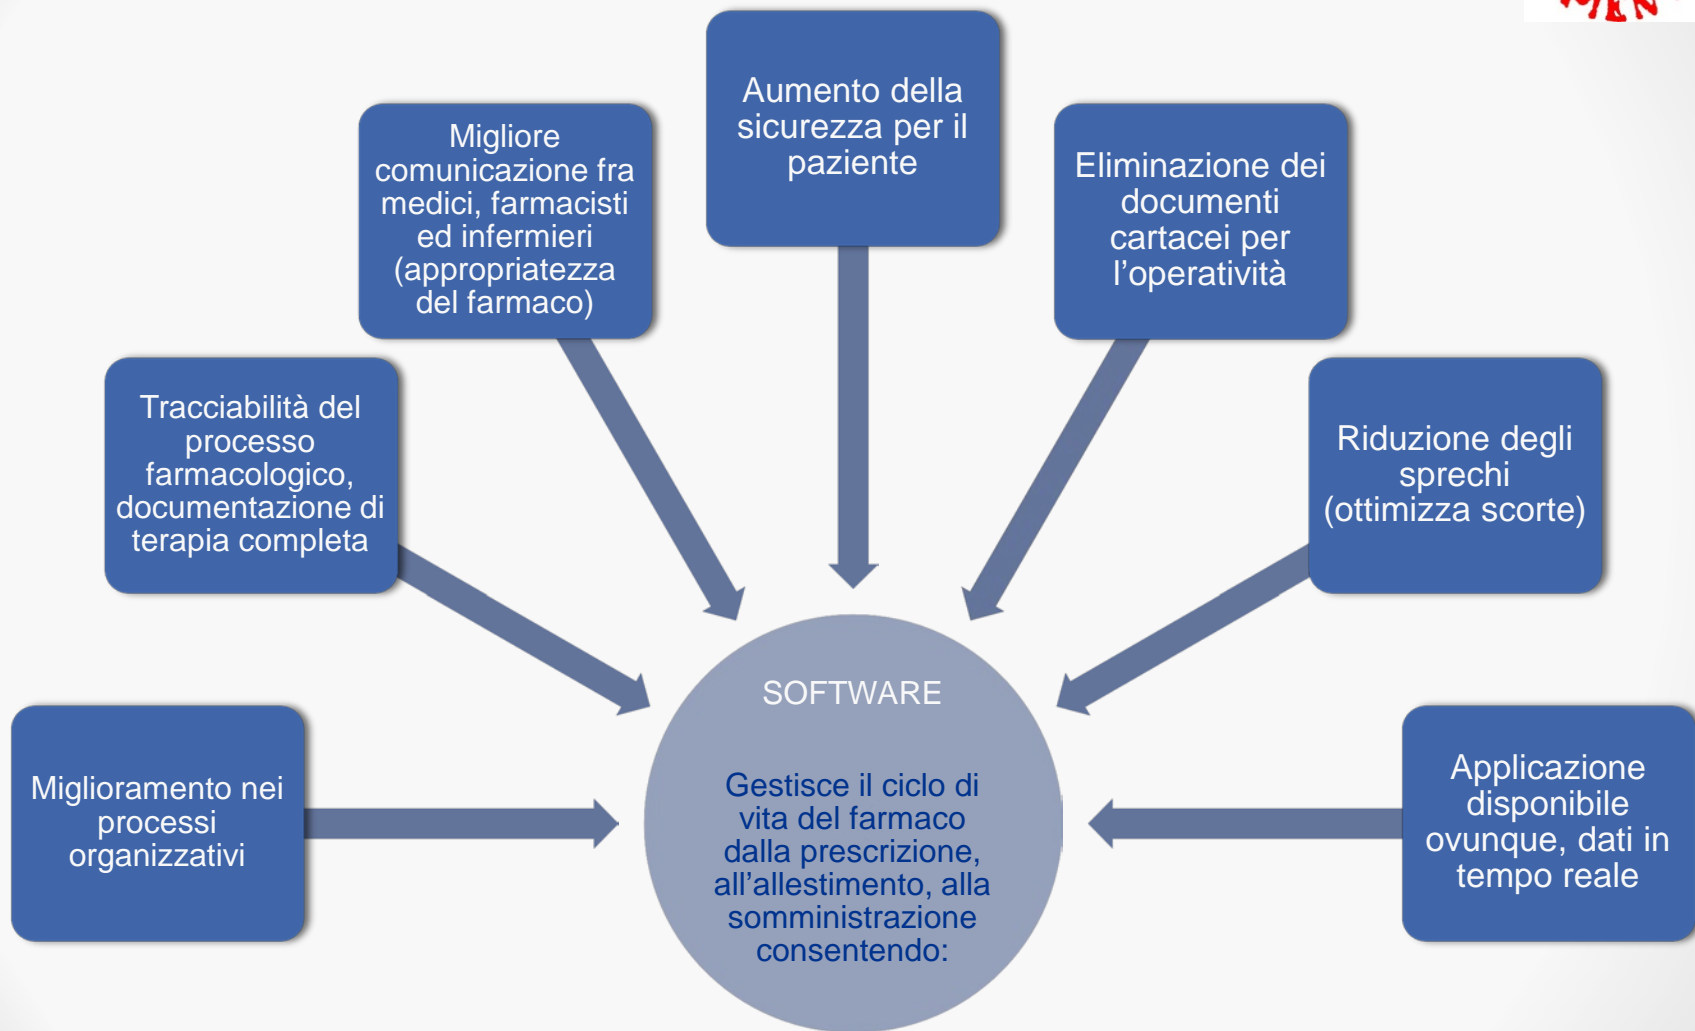 Aumento della
sicurezza per il
paziente
Migliore
comunicazione fra
medici, farmacisti
ed infermieri
(appropriatezza
del farmaco)
Eliminazione dei
documenti
cartacei per
l’operatività
Tracciabilità del
processo
farmacologico,
documentazione di
terapia completa
Riduzione degli
sprechi
(ottimizza scorte)
Miglioramento nei
processi
organizzativi
SOFTWARE
Gestisce il ciclo di
vita del farmaco
dalla prescrizione,
all’allestimento, alla
somministrazione
consentendo:
Applicazione
disponibile
ovunque, dati in
tempo reale